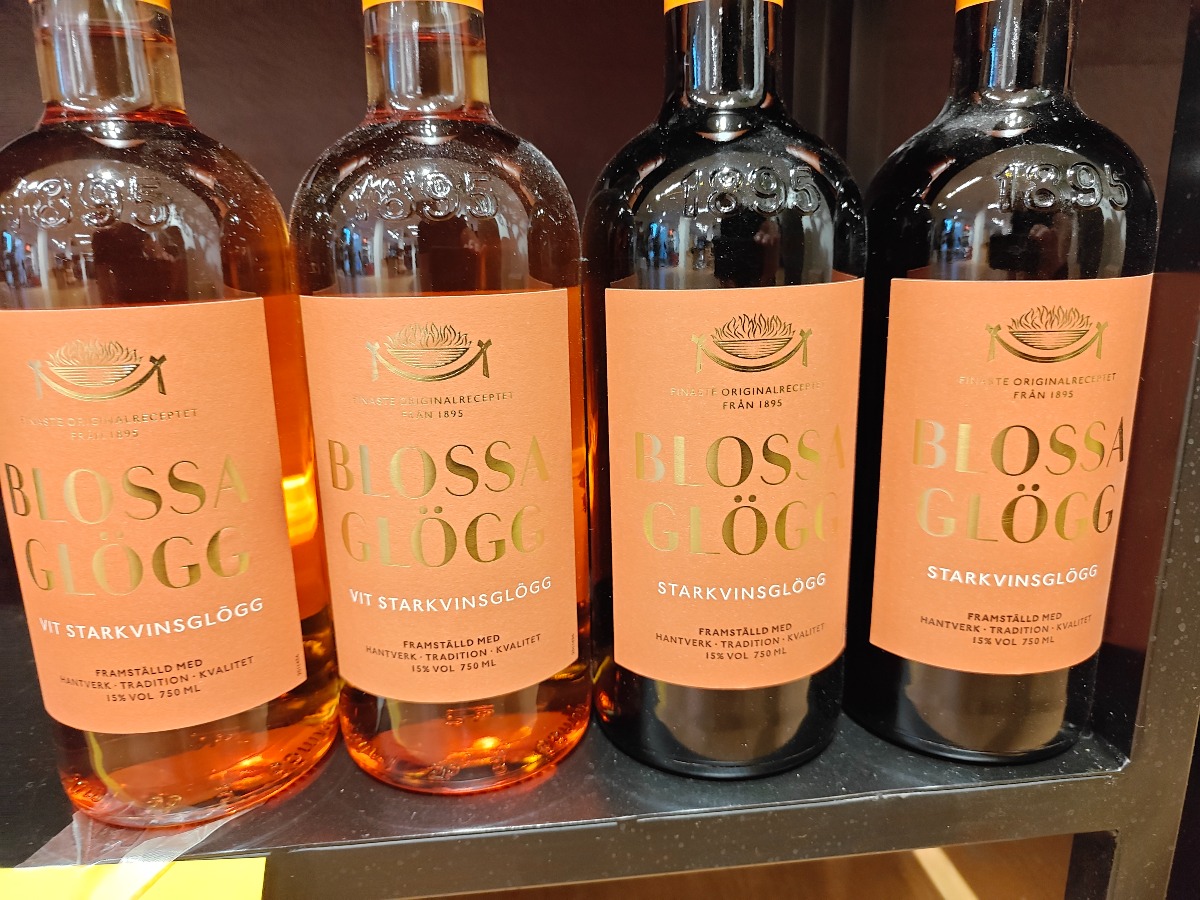 1895
FINASTE ORIGINALRECEPTET
FRÅN 1895
BLOSSA
GLÖGG
VIT STARKVINSGLÖGG
FRAMSTÄLLD MED
HANTVERK · TRADITION · KVALITET
15% VOL 750 ML
1895
FINASTE ORIGINALRECEPTET
FRÅN 1895
BLOSSA
GLÖGG
VIT STARKVINSGLÖGG
FRAMSTÄLLD MED
HANTVERK · TRADITION · KVALITET
15% VOL 750 ML
1895
FINASTE ORIGINALRECEPTET
FRÅN 1895
BLOSSA
GLÖGG
STARKVINSGLÖGG
FRAMSTÄLLD MED
HANTVERK · TRADITION · KVALITET
15% VOL 750 ML
1895
FINASTE ORIGINALRECEPTET
FRÅN 1895
BLOSSA
GLÖGG
STARKVINSGLÖGG
FRAMSTÄLLD MED
HANTVERK · TRADITION · KVALITET
15% VOL 750 ML